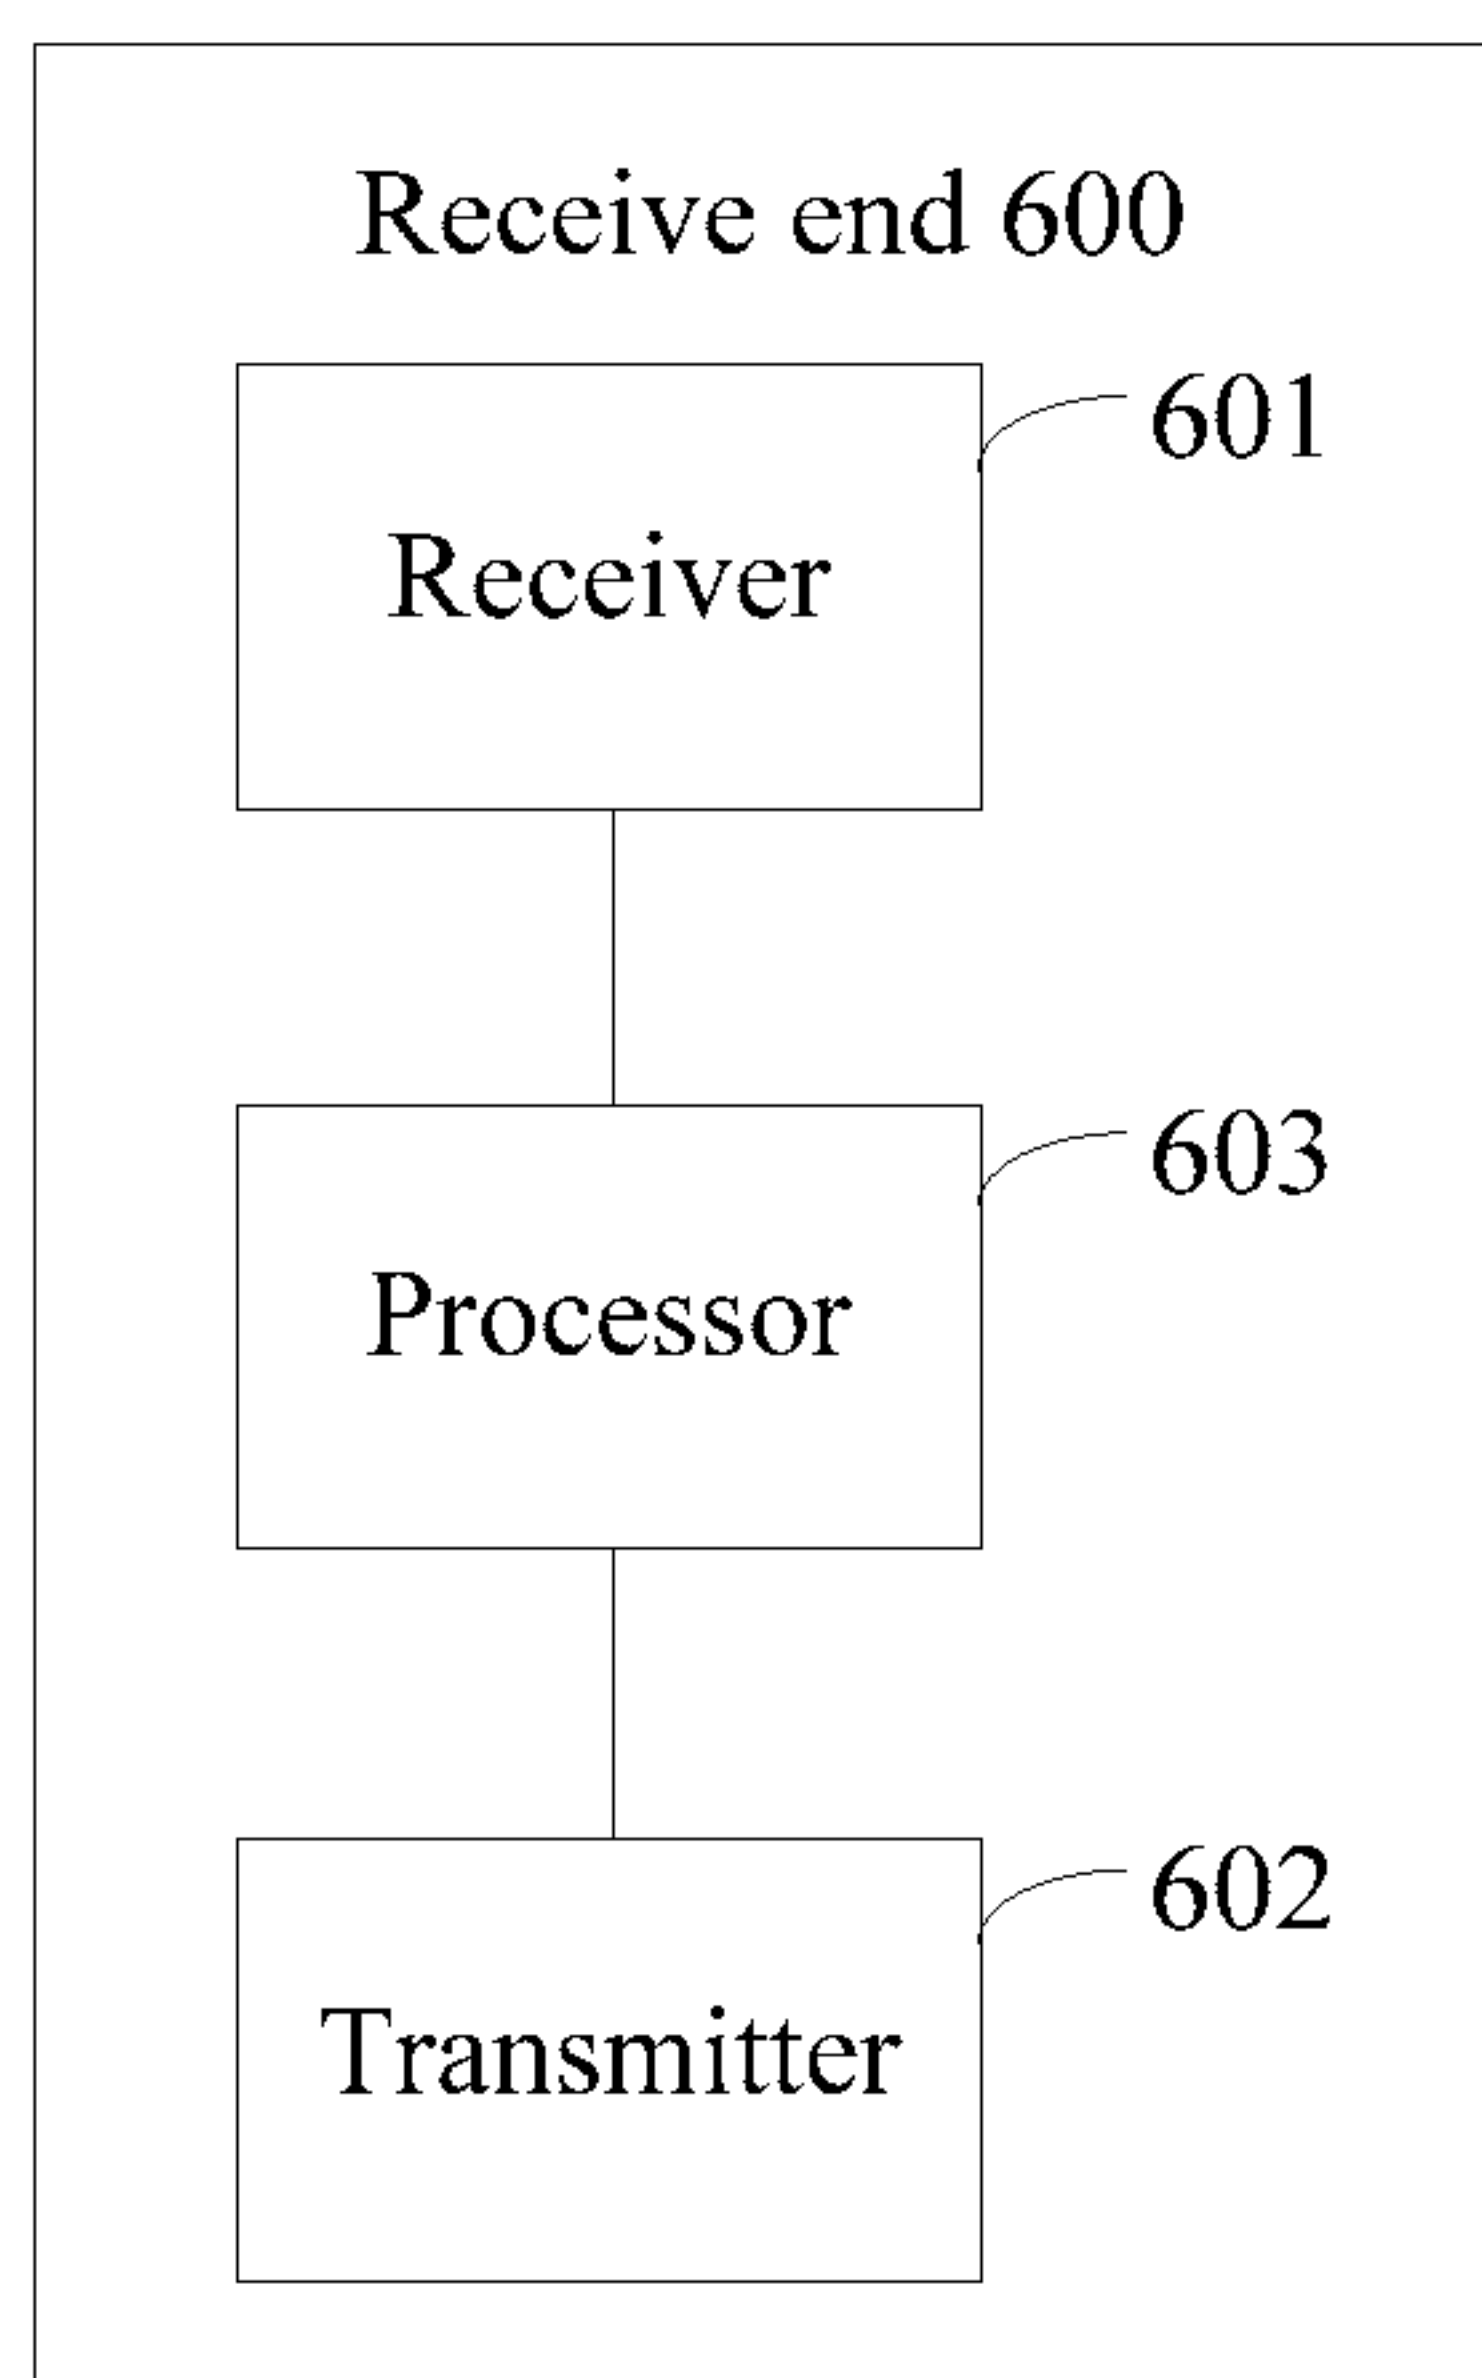 Receive end 600
601
Receiver
603
Processor
602
Transmitter